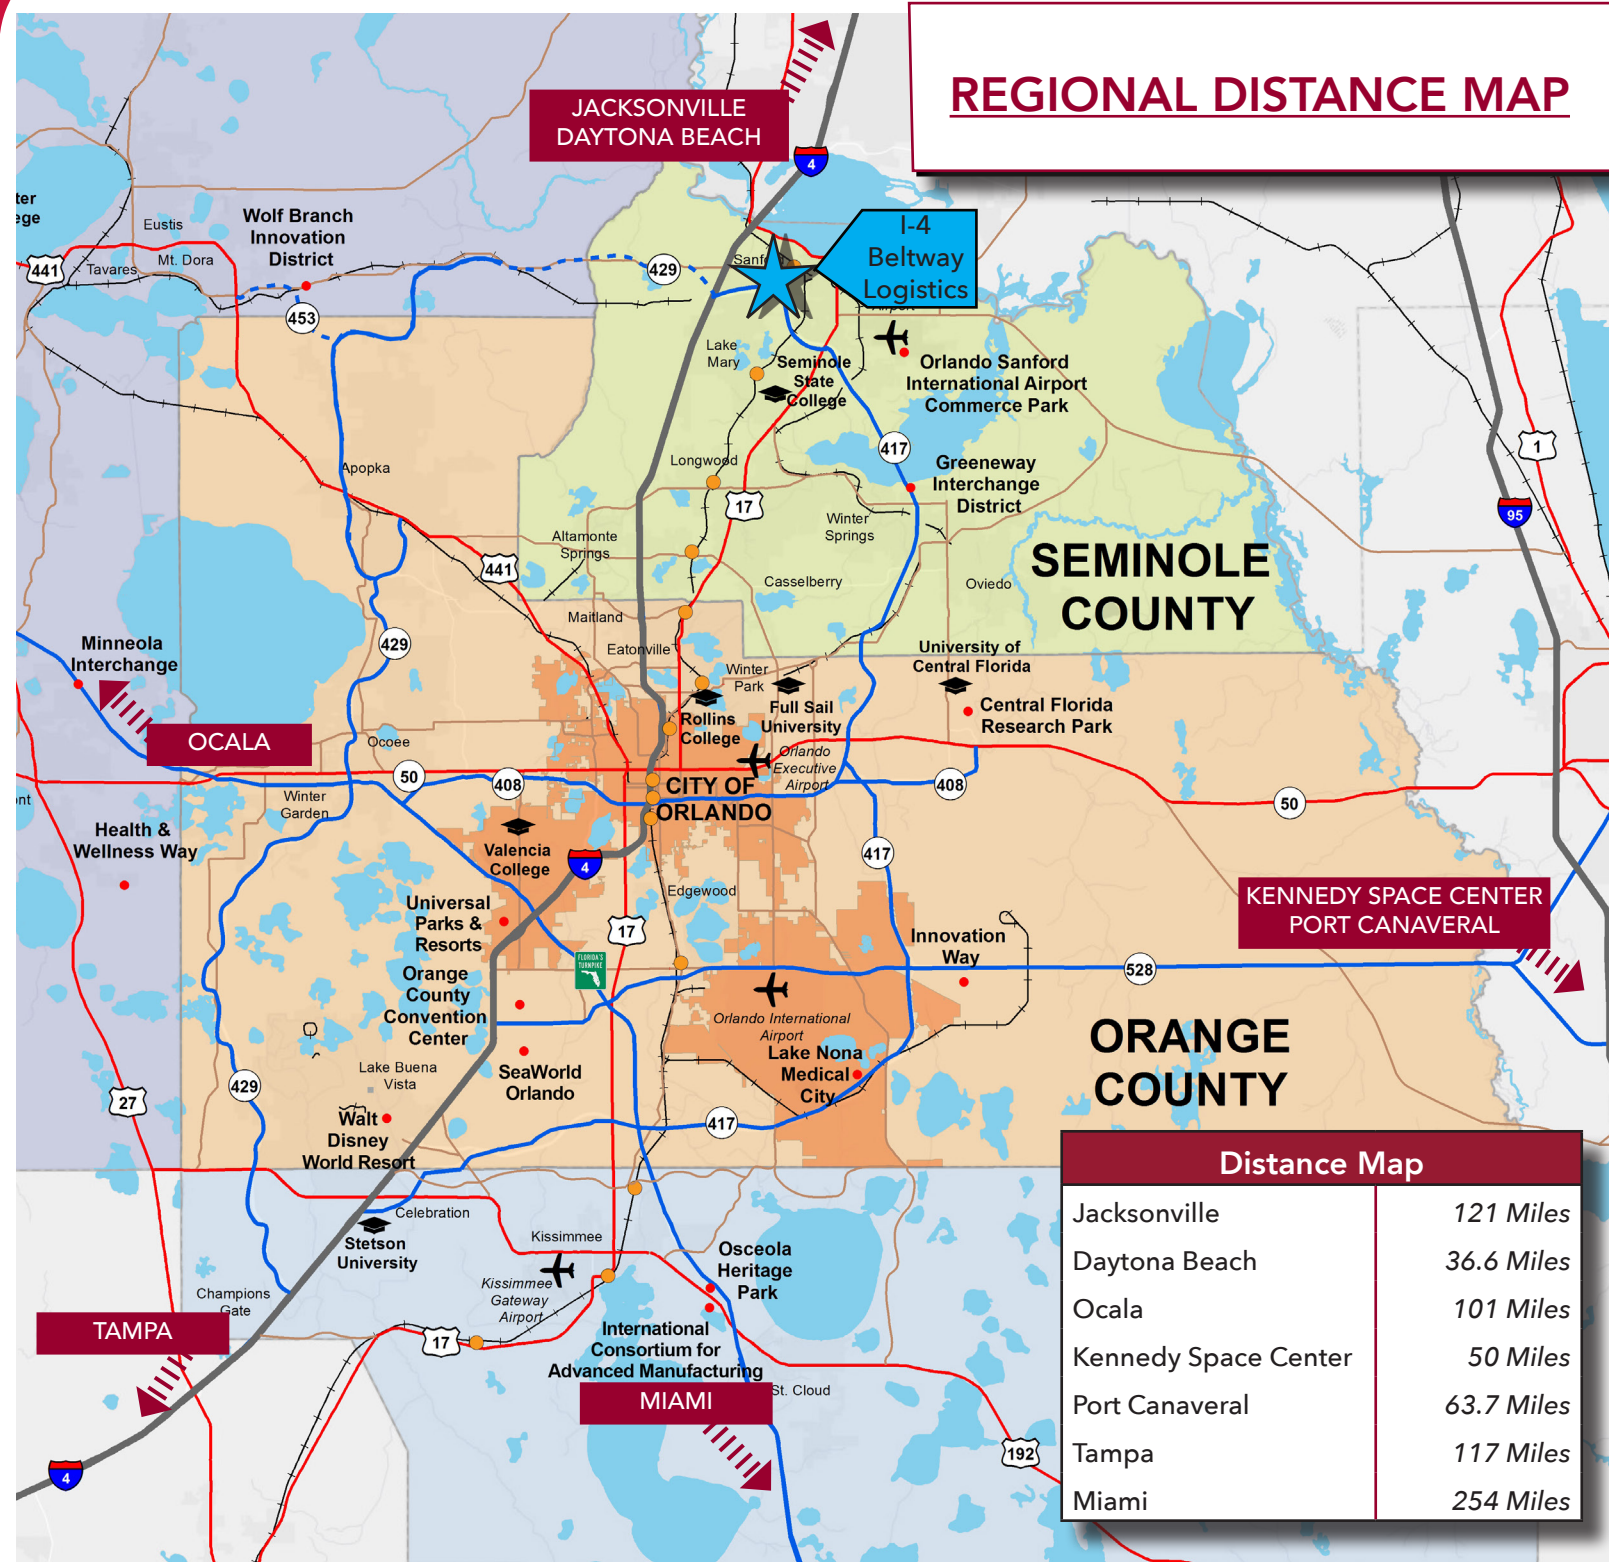 REGIONAL DISTANCE MAP
JACKSONVILLE
DAYTONA BEACH
4
ter
ege
Eustis
Wolf Branch
Innovation
District
441
Tavares
Mt. Dora
453
429
I-4
Beltway
Logistics
Lake
Mary
Seminole
State
College
Orlando Sanford
International Airport
Commerce Park
417
Apopka
Longwood
Greeneway
Interchange
District
1
95
17
Winter
Springs
Altamonte
Springs
441
Casselberry
Oviedo
SEMINOLE
COUNTY
Maitland
Eatonville
429
Minneola
Interchange
University of
Central Florida
Winter
Park
Rollins
College
Full Sail
University
Central Florida
Research Park
OCALA
Ocoee
Orlando
Executive
Airport
50
408
CITY OF
ORLANDO
408
50
ont
Winter
Garden
Health &
Wellness Way
Valencia
College
4
417
Edgewood
KENNEDY SPACE CENTER
PORT CANAVERAL
Universal
Parks &
Resorts
17
Innovation
Way
FLORIDA'S
TURNPIKE
528
Orange
County
Convention
Center
Orlando International
Airport
ORANGE
COUNTY
Lake Nona
Medical
City
Lake Buena
Vista
SeaWorld
Orlando
27
429
Walt
Disney
World Resort
417
Celebration
Stetson
University
Kissimmee
Kissimmee
Gateway
Airport
Osceola
Heritage
Park
Champions
Gate
TAMPA
17
International
Consortium for
Advanced Manufacturing
St. Cloud
MIAMI
192
4
Distance Map
Jacksonville 121 Miles
Daytona Beach 36.6 Miles
Ocala 101 Miles
Kennedy Space Center 50 Miles
Port Canaveral 63.7 Miles
Tampa 117 Miles
Miami 254 Miles